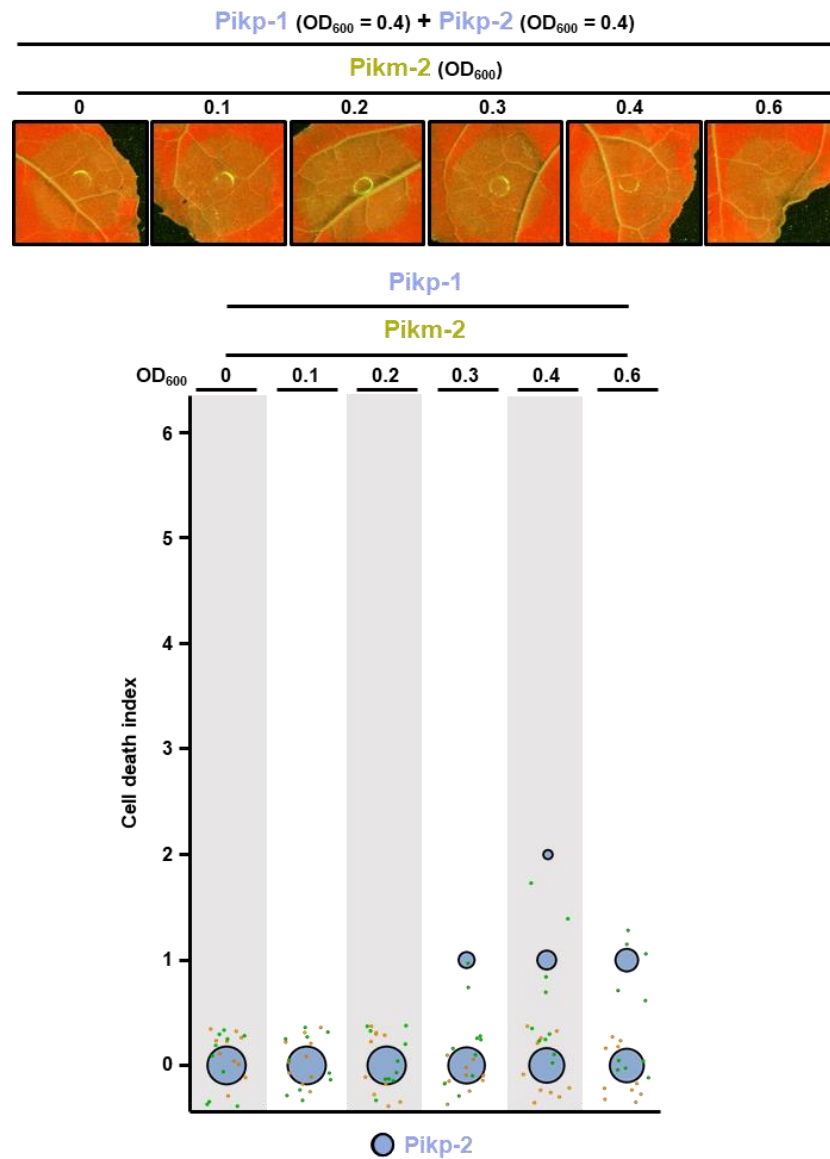 Pikp-1 (OD600 = 0.4) + Pikp-2 (OD600 = 0.4)
Pikm-2 (OD600)
0 0.1 0.2 0.3 0.4 0.6
Pikp-1
Pikm-2
OD600 0 0.1 0.2 0.3 0.4 0.6
6
5
4
3
2
1
0
Cell death index
Pikp-2